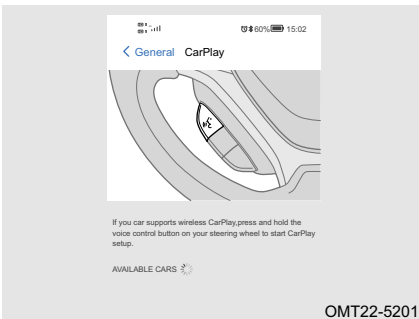 60% 15:02
General CarPlay
If you car supports wireless CarPlay,press and hold the
voice control button on your steering wheel to start CarPlay
setup.
AVAILABLE CARS
OMT22-5201